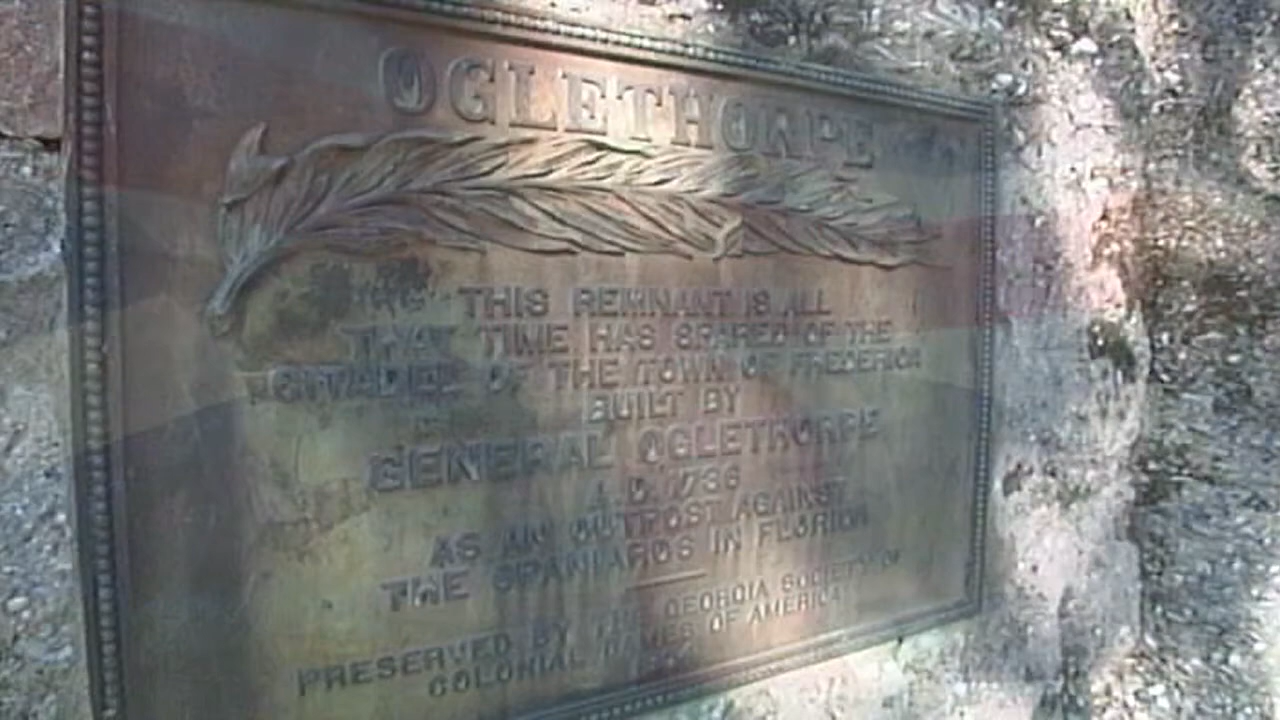 OGLETHORPE
THIS REMNANT IS ALL
THAT TIME HAS SPARED OF THE
CITADEL OF THE TOWN OF FREDERICA
BUILT BY
GENERAL OGLETHORPE
A.D. 1736
AS AN OUTPOST AGAINST
THE SPANIARDS IN FLORIDA
PRESERVED BY THE GEORGIA SOCIETY OF
COLONIAL DAMES OF AMERICA